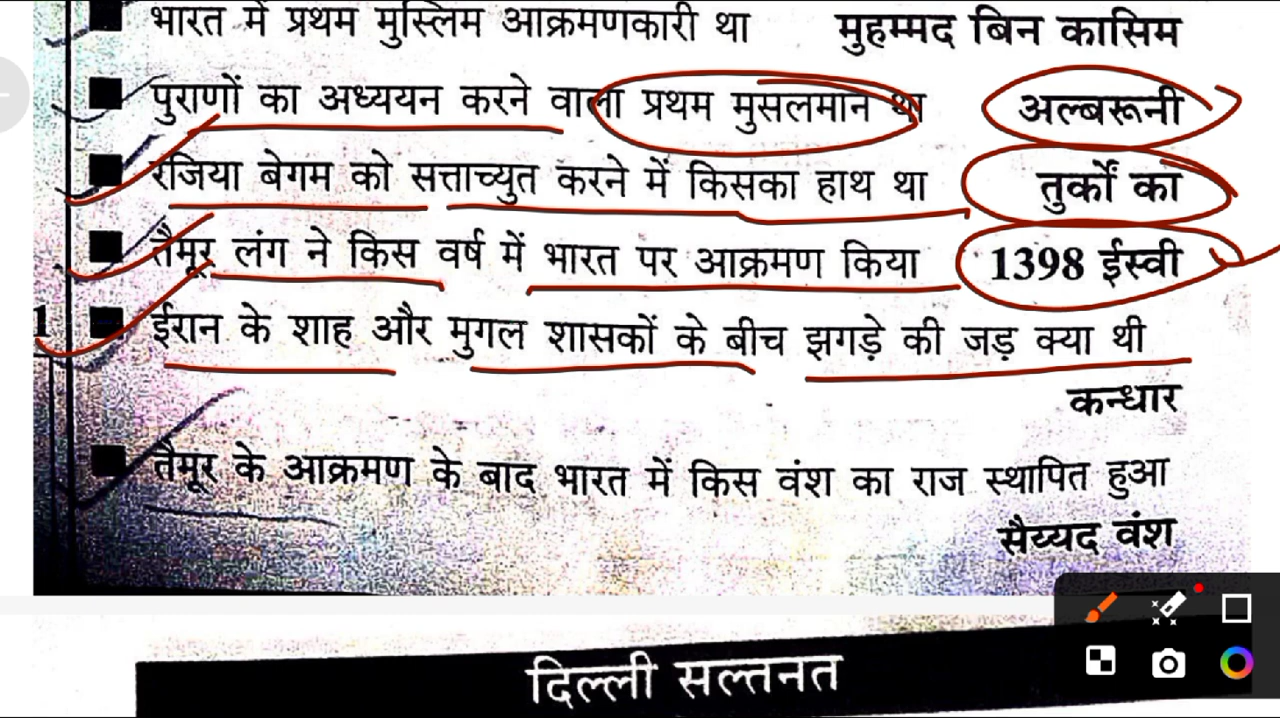 भारत में प्रथम मुस्लिम आक्रमणकारी था मुहम्मद बिन कासिम
पुराणों का अध्ययन करने वाला प्रथम मुसलमान था अल्बरूनी
रजिया बेगम को सत्ताच्युत करने में किसका हाथ था तुर्कों का
तैमूर लंग ने किस वर्ष में भारत पर आक्रमण किया 1398 ईस्वी
ईरान के शाह और मुगल शासकों के बीच झगड़े की जड़ क्या थी
कन्धार
तैमूर के आक्रमण के बाद भारत में किस वंश का राज स्थापित हुआ
सैय्यद वंश
दिल्ली सल्तनत